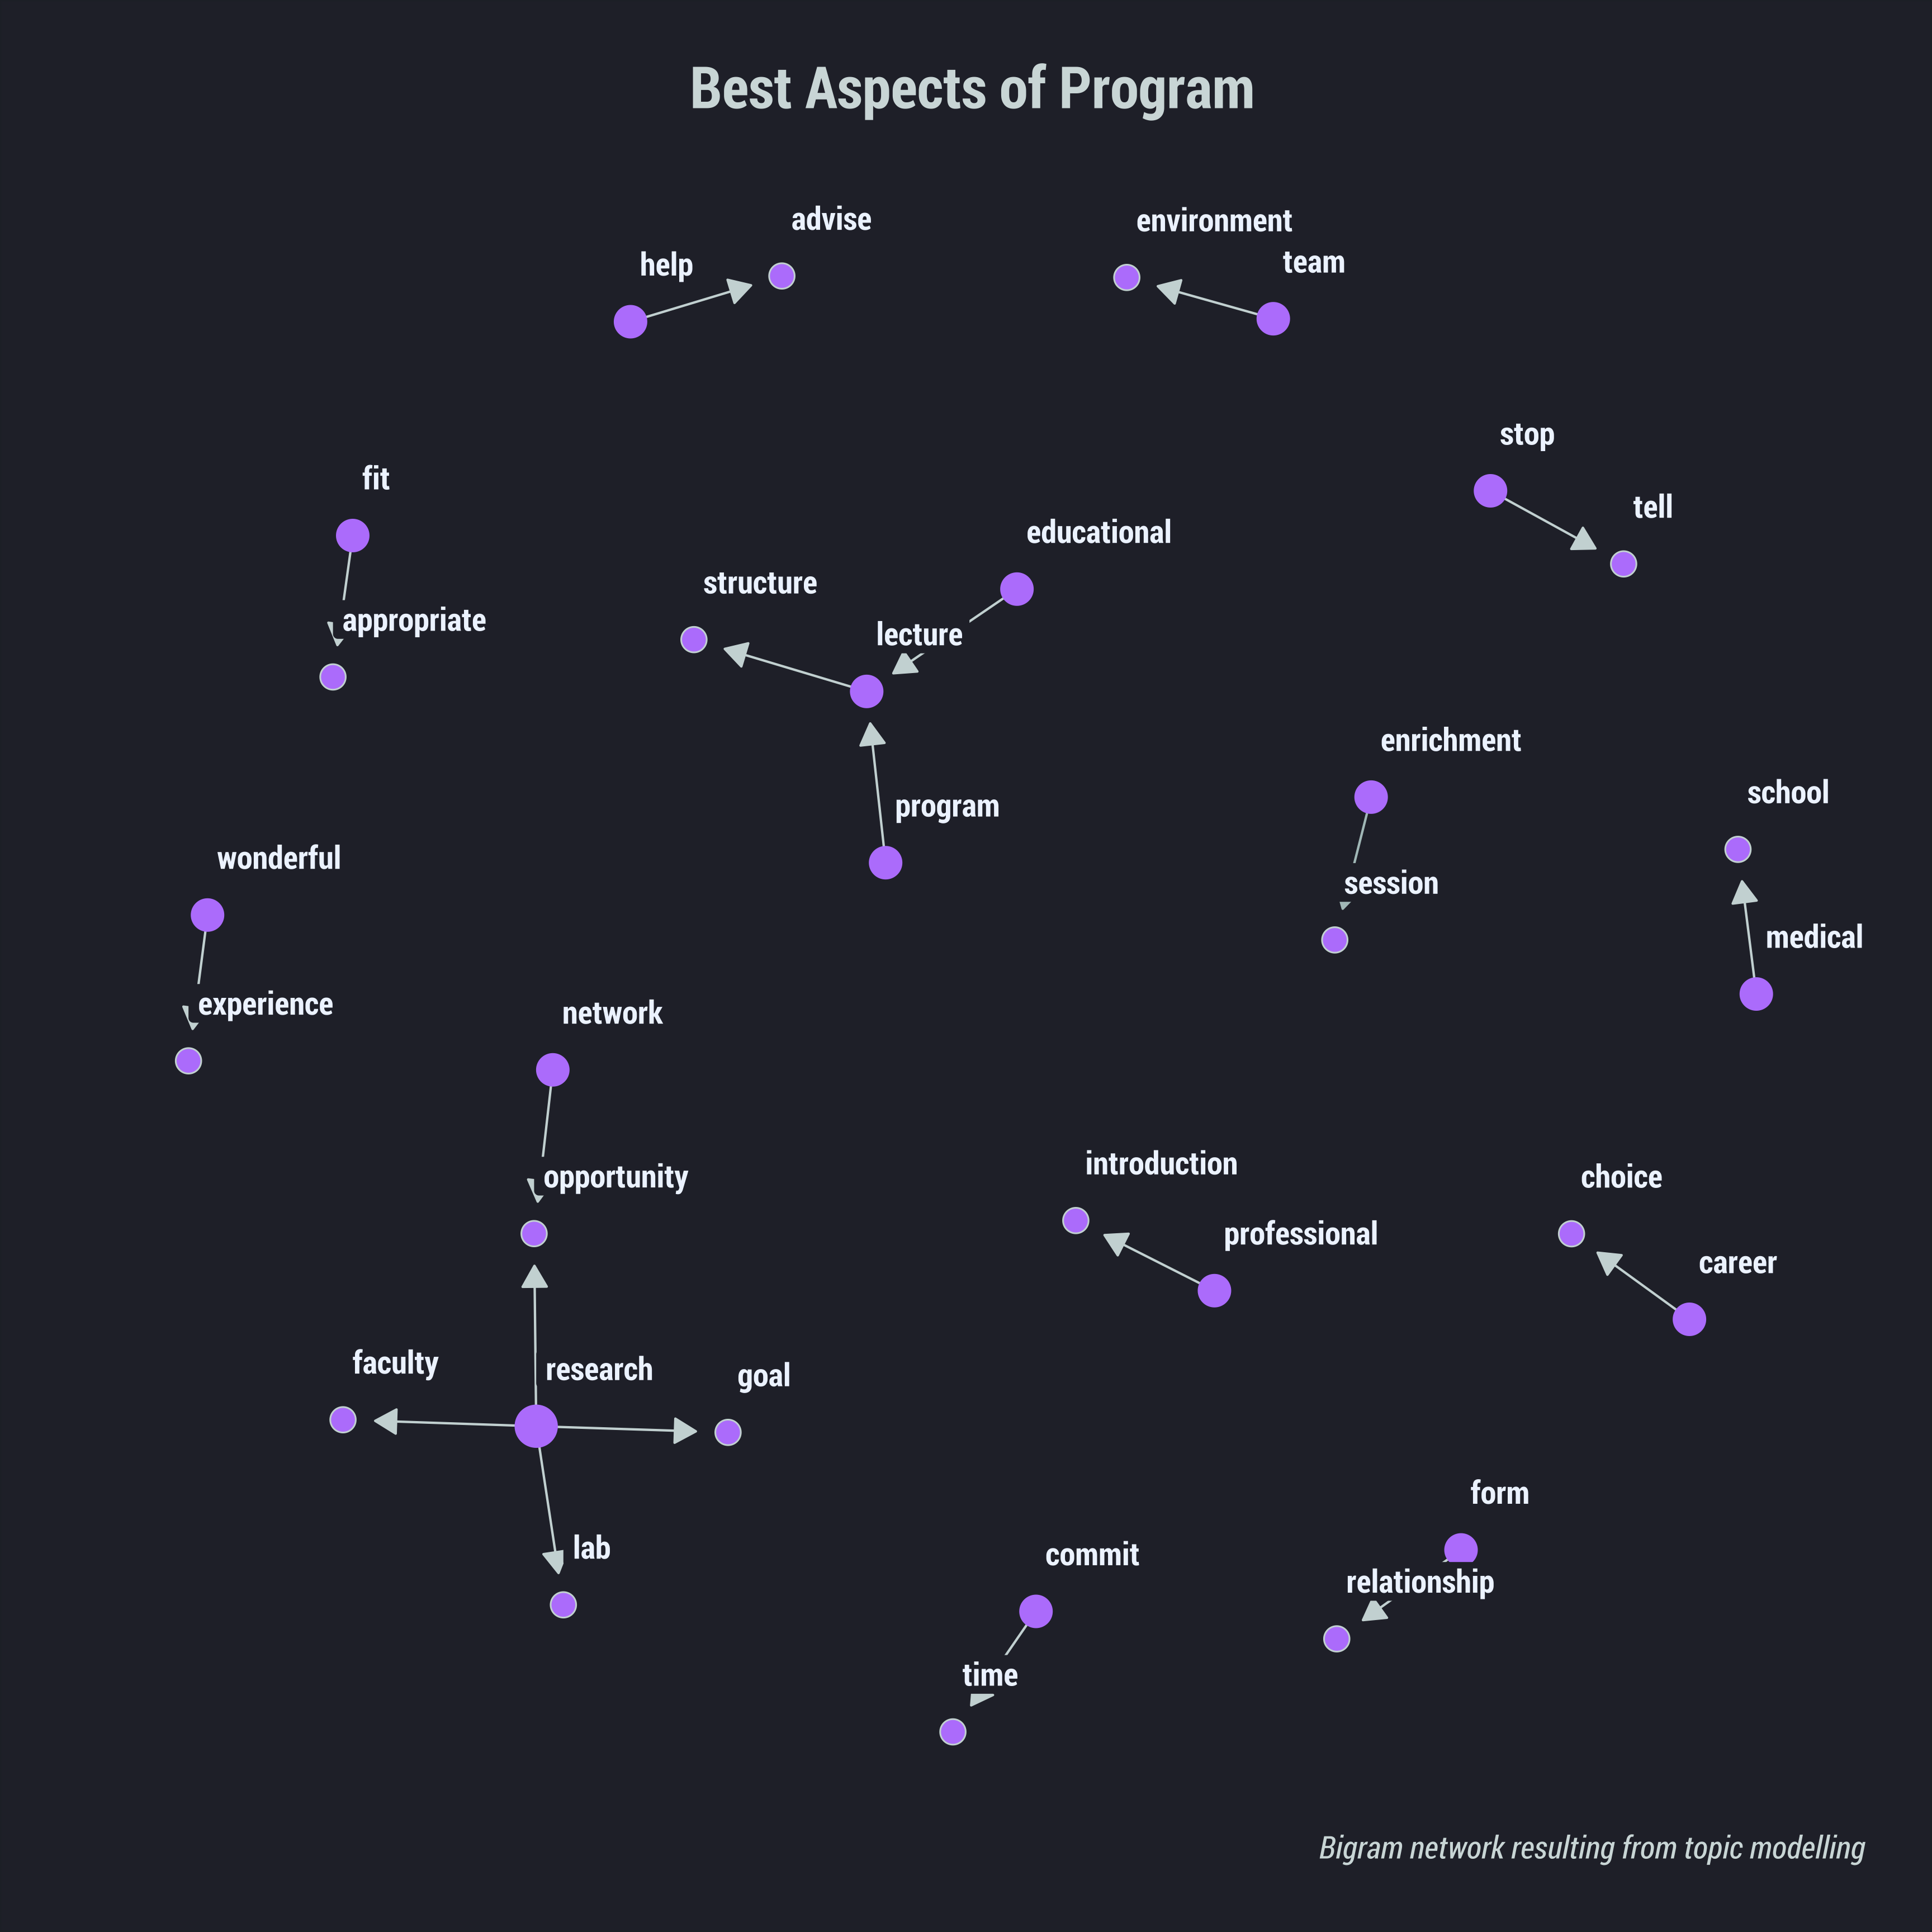 Best Aspects of Program
advise
environment
help
team
stop
fit
tell
educational
structure
appropriate
lecture
enrichment
school
program
wonderful
session
medical
experience
network
introduction
opportunity
choice
professional
career
faculty
research
goal
form
lab
commit
relationship
time
Bigram network resulting from topic modelling